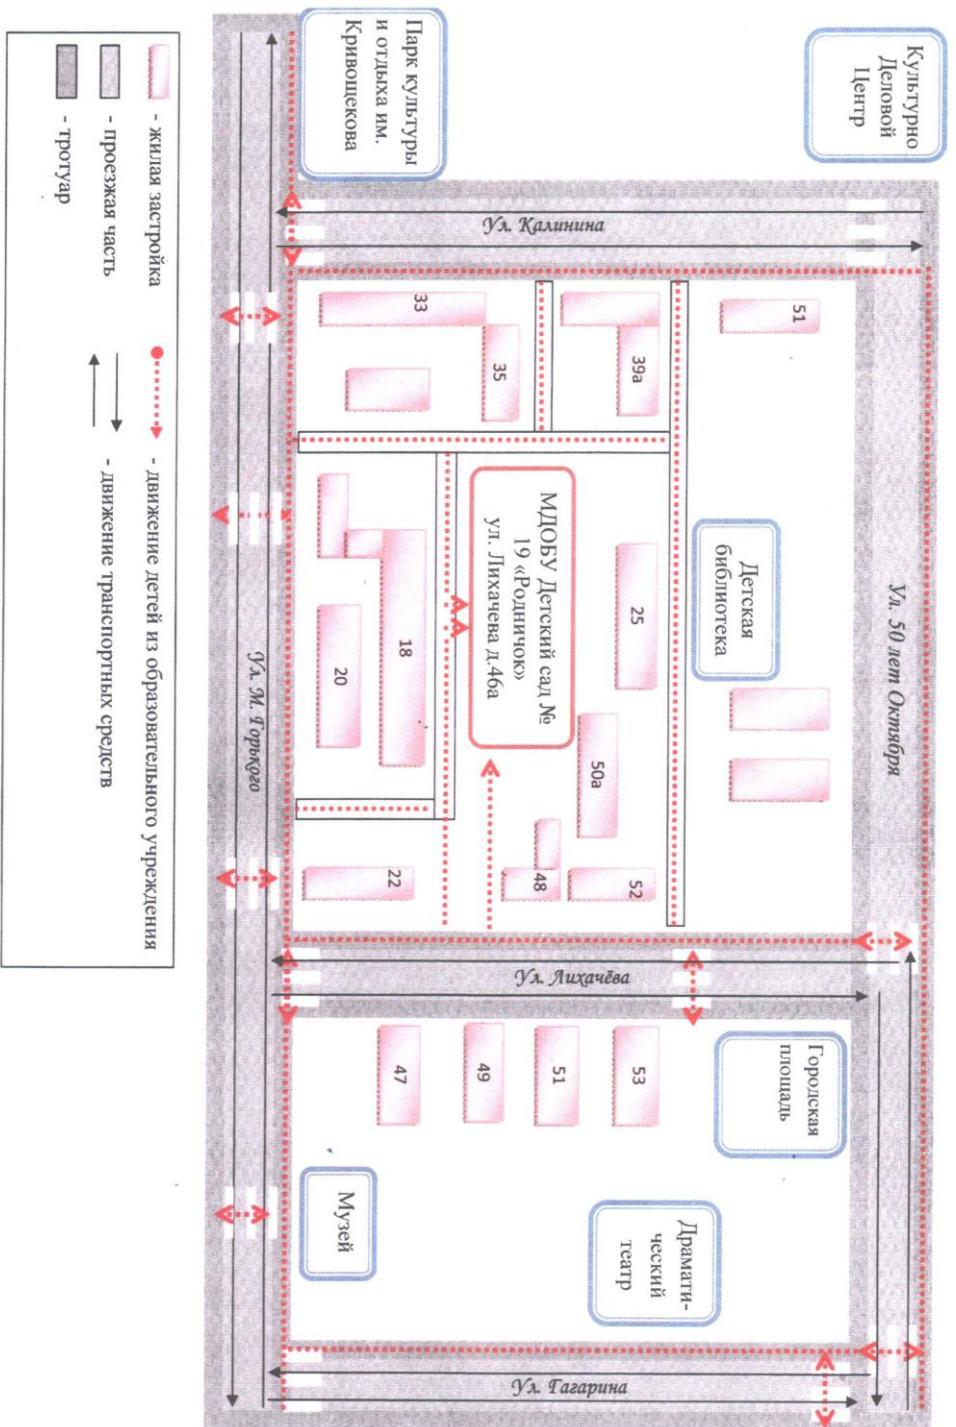 Культурно
Деловой
Центр
Парк культуры
и отдыха им.
Кривощекова
Ул. 50 лет Октября
Ул. Калинина
51
39а
33
35
Детская
библиотека
25
МДОБУ Детский сад №
19 «Родничок»
ул. Лихачева д.46а
18
20
50а
52
48
22
Ул. М. Горького
Ул. Лихачёва
Городская
площадь
53
51
49
47
Драмати-
ческий
театр
Музей
Ул. Гагарина
- жилая застройка
- проезжая часть
- тротуар
- движение детей из образовательного учреждения
- движение транспортных средств